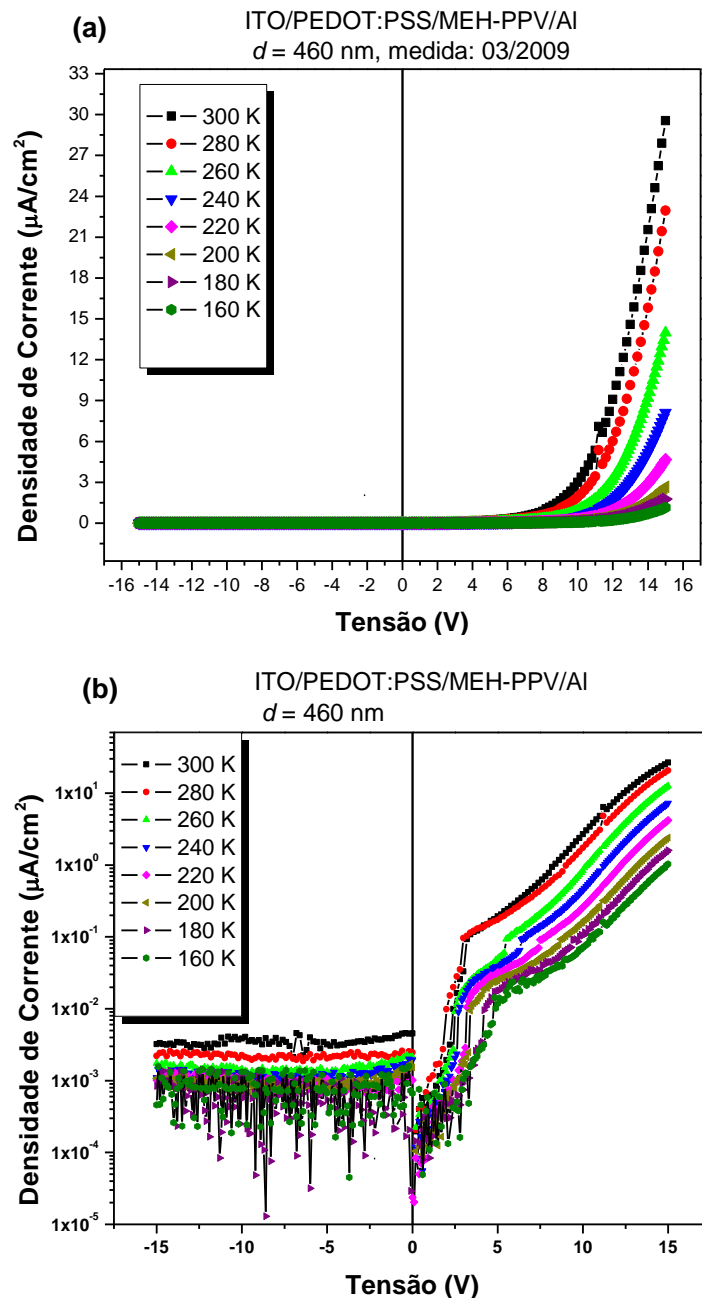 (a)
ITO/PEDOT:PSS/MEH-PPV/Al
d = 460 nm, medida: 03/2009
33
30
27
24
21
18
15
12
9
6
3
0
300 K
280 K
260 K
240 K
220 K
200 K
180 K
160 K
Densidade de Corrente (μA/cm²)
-16 -14 -12 -10 -8 -6 -4 -2 0 2 4 6 8 10 12 14 16
Tensão (V)
(b)
ITO/PEDOT:PSS/MEH-PPV/Al
d = 460 nm
300 K
280 K
260 K
240 K
220 K
200 K
180 K
160 K
1x10¹
1x10⁰
1x10⁻¹
1x10⁻²
1x10⁻³
1x10⁻⁴
1x10⁻⁵
Densidade de Corrente (μA/cm²)
-15 -10 -5 0 5 10 15
Tensão (V)